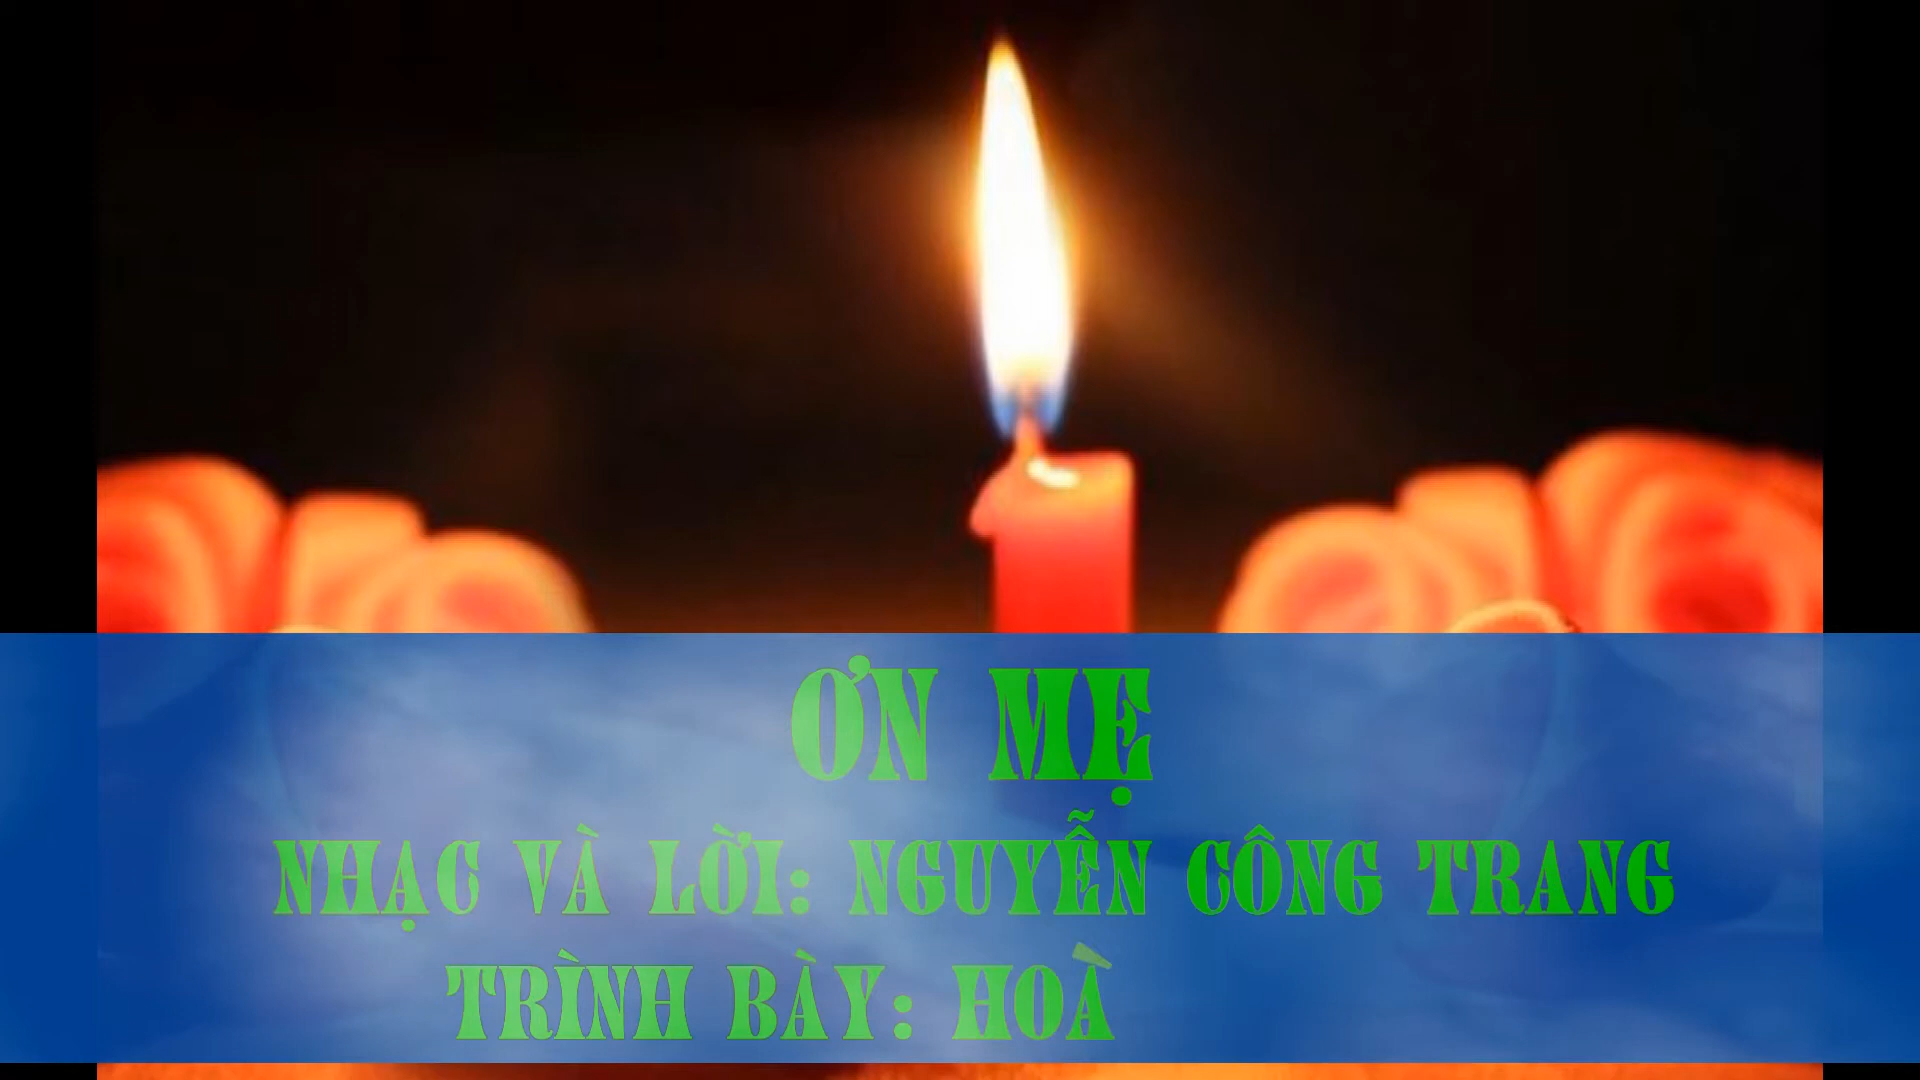 ƠN MẸ
NHẠC VÀ LỜI: NGUYỄN CÔNG TRANG
TRÌNH BÀY: HOÀ